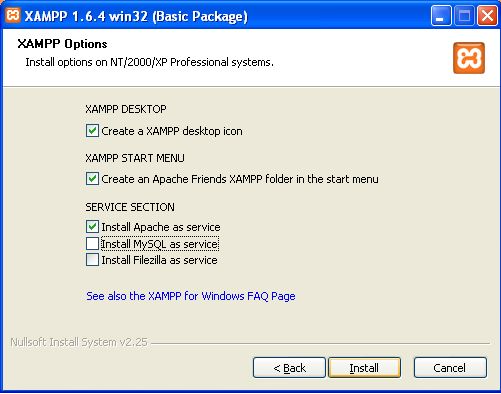 XAMPP 1.6.4 win32 (Basic Package)
XAMPP Options
Install options on NT/2000/XP Professional systems.
XAMPP DESKTOP
Create a XAMPP desktop icon
XAMPP START MENU
Create an Apache Friends XAMPP folder in the start menu
SERVICE SECTION
Install Apache as service
Install MySQL as service
Install Filezilla as service
See also the XAMPP for Windows FAQ Page
Nullsoft Install System v2.25
< Back
Install
Cancel